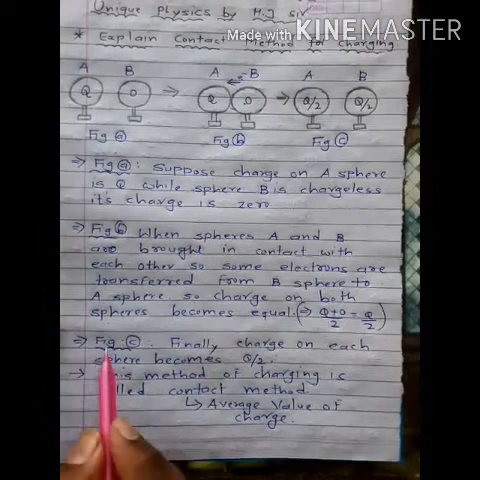 Unique Physics by H.J Sir
Made with KINEMASTER
* Explain Contact Method for charging
A B A B A B
Q 0 ⇒ Q 0 ⇒ Q/2 Q/2
Fig ⓐ Fig ⓑ Fig ⓒ
⇒ Fig ⓐ: Suppose charge on A sphere
is Q while sphere B is chargeless
it's charge is zero
⇒ Fig ⓑ When spheres A and B
are brought in contact with
each other so some electrons are
transferred from B sphere to
A sphere so charge on both
spheres becomes equal. (⇒ Q+0/2 = Q/2)
⇒ Fig.ⓒ: Finally charge on each
sphere becomes Q/2.
→ method of charging is
contact method
↳ Average Value of
charge.